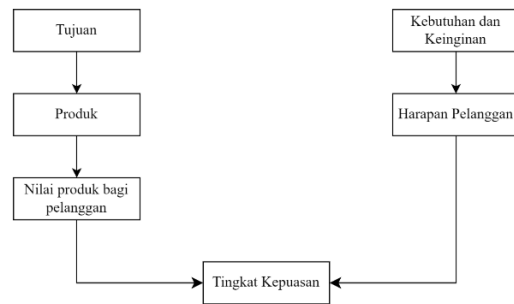 Tujuan
Kebutuhan dan
Keinginan
Produk
Harapan Pelanggan
Nilai produk bagi
pelanggan
Tingkat Kepuasan